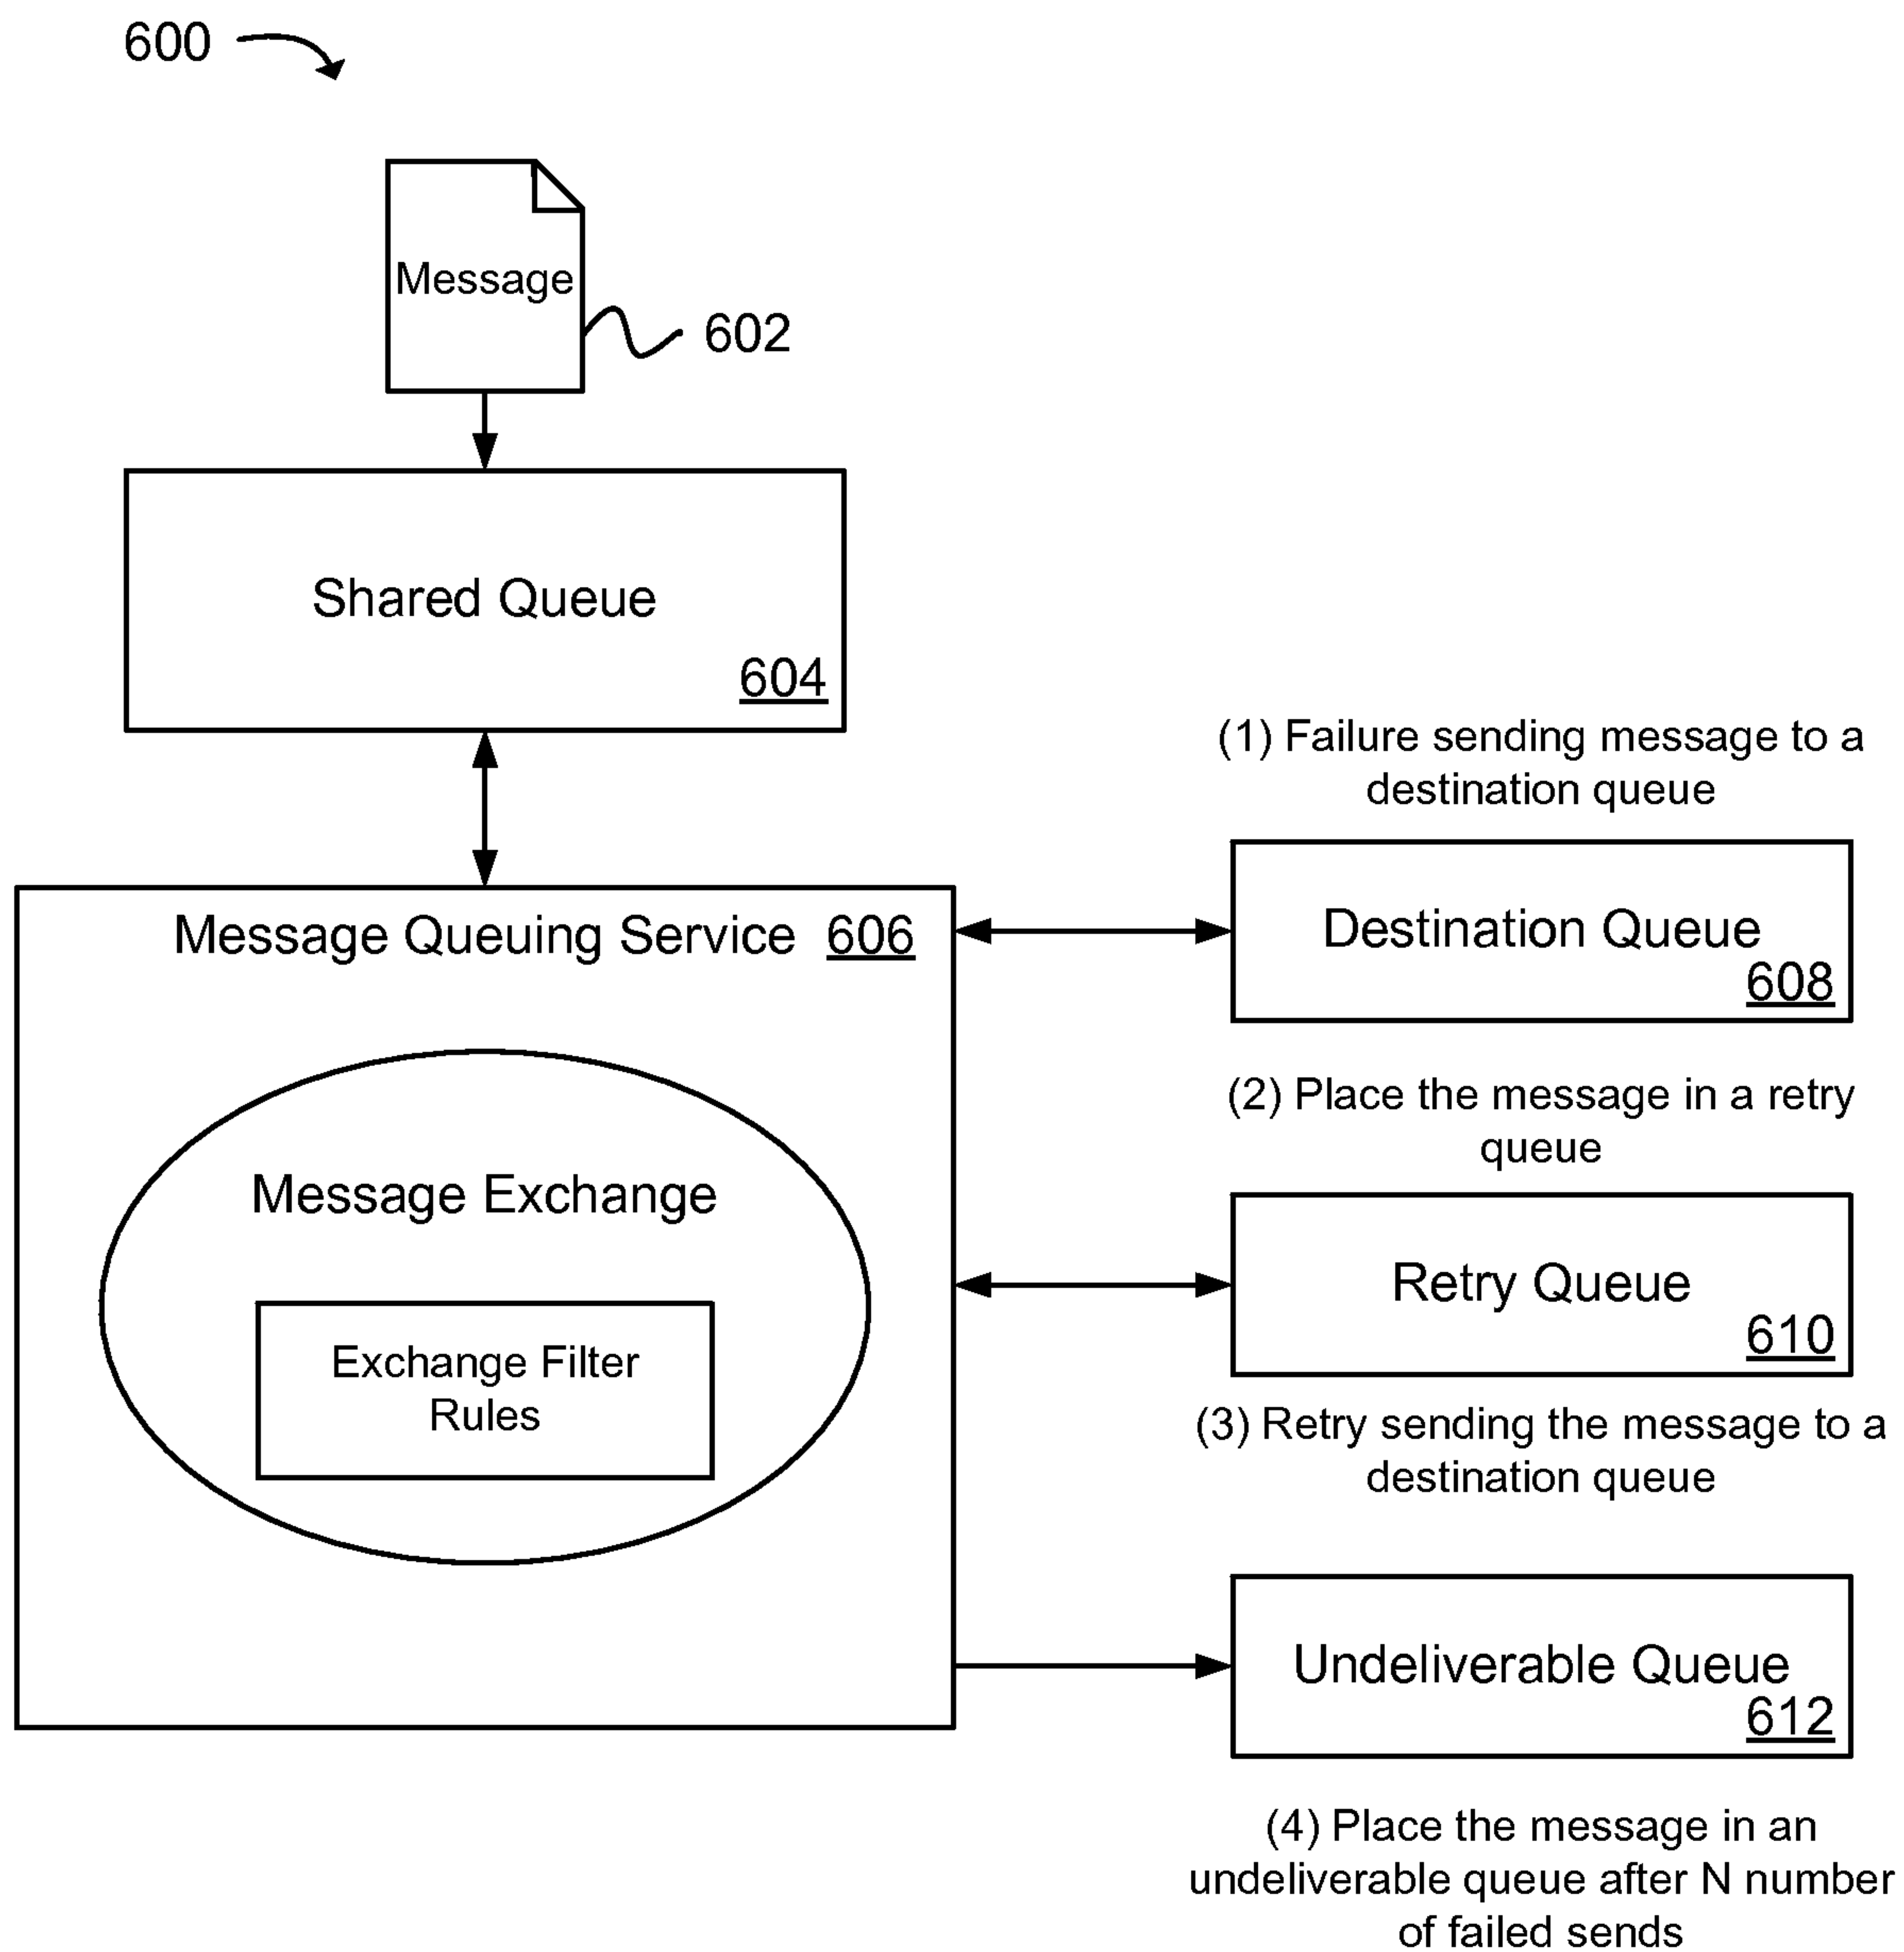 600
Message
602
Shared Queue
604
(1) Failure sending message to a
destination queue
Message Queuing Service 606
Destination Queue
608
(2) Place the message in a retry
queue
Message Exchange
Retry Queue
610
Exchange Filter
Rules
(3) Retry sending the message to a
destination queue
Undeliverable Queue
612
(4) Place the message in an
undeliverable queue after N number
of failed sends